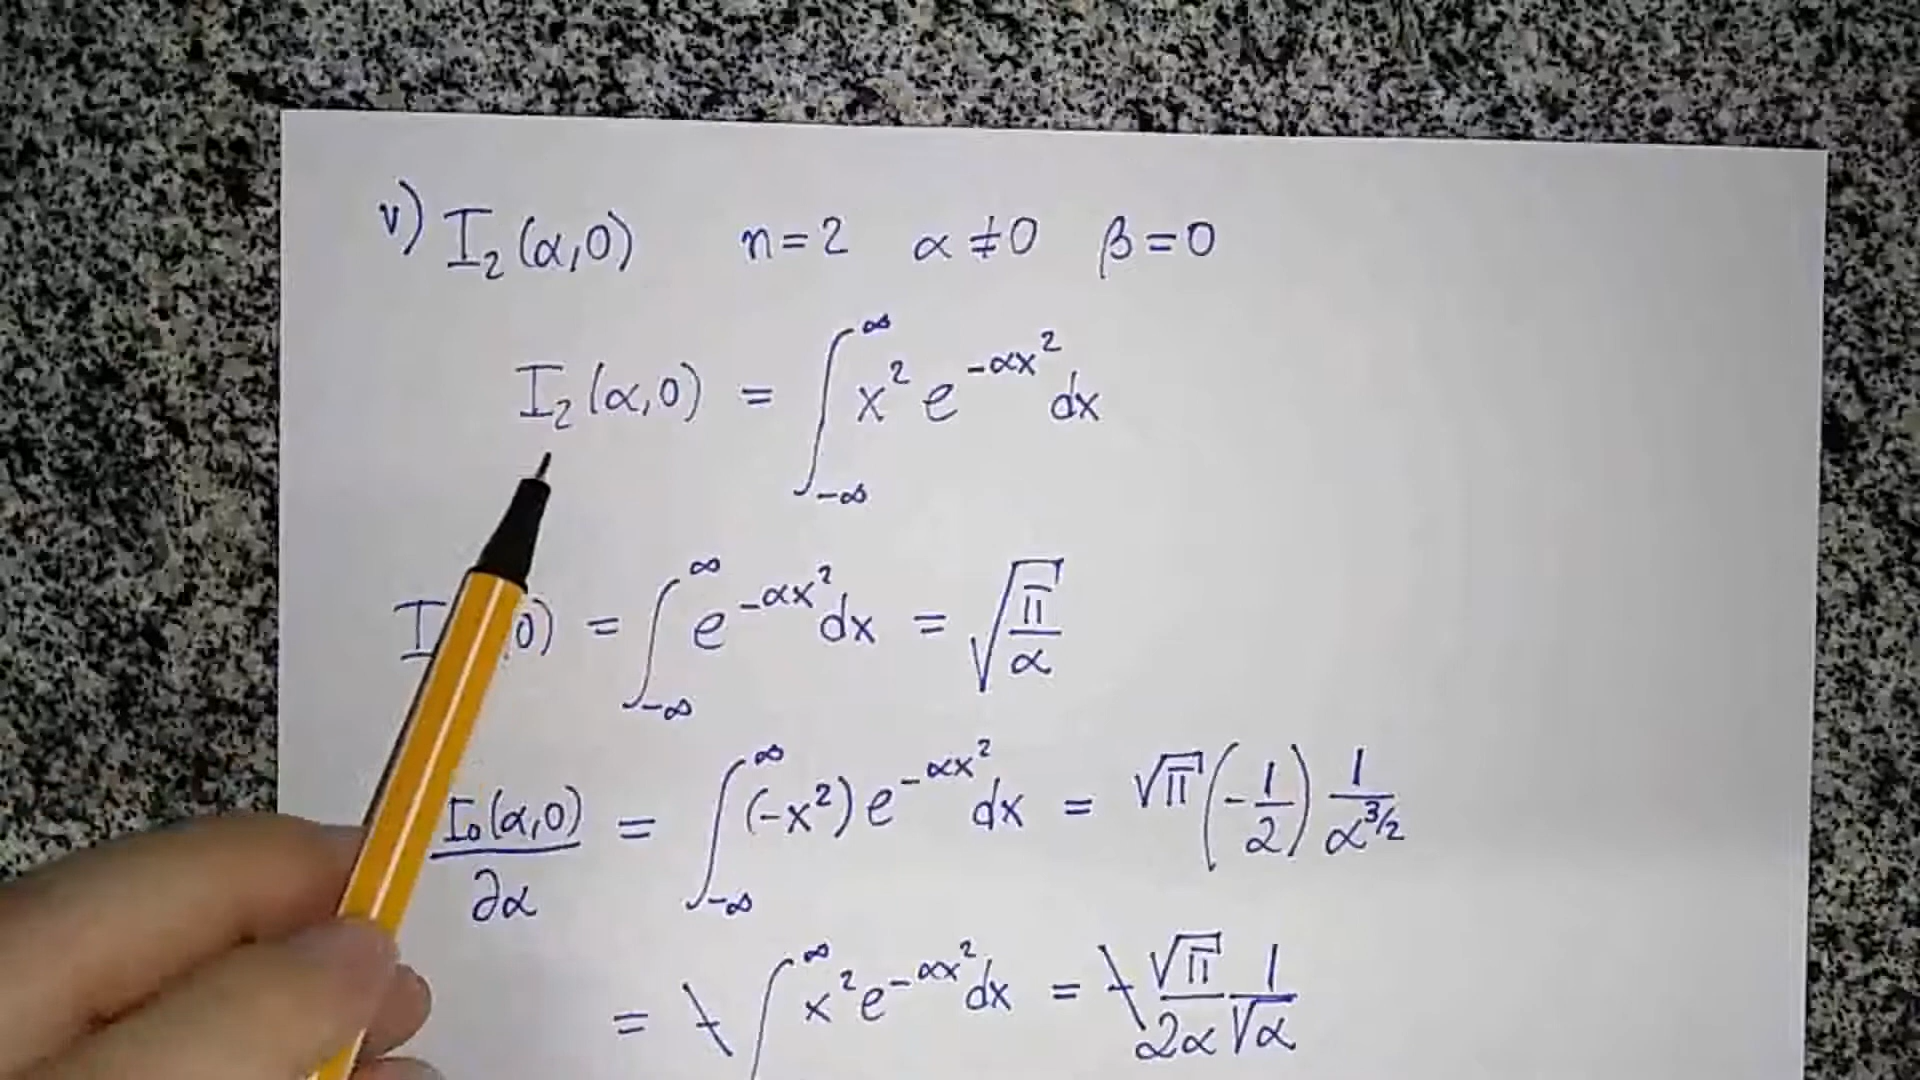 v) I₂(α,0) n=2 α≠0 β=0
I₂(α,0) = ∫_{-∞}^{∞} x² e^{-αx²} dx
I 0) = ∫_{-∞}^{∞} e^{-αx²} dx = √(π/α)
I₀(α,0)/∂α = ∫_{-∞}^{∞} (-x²) e^{-αx²} dx = √π (-1/2) 1/α^{3/2}
= - ∫^{∞} x² e^{-αx²} dx = - √π/2α 1/√α